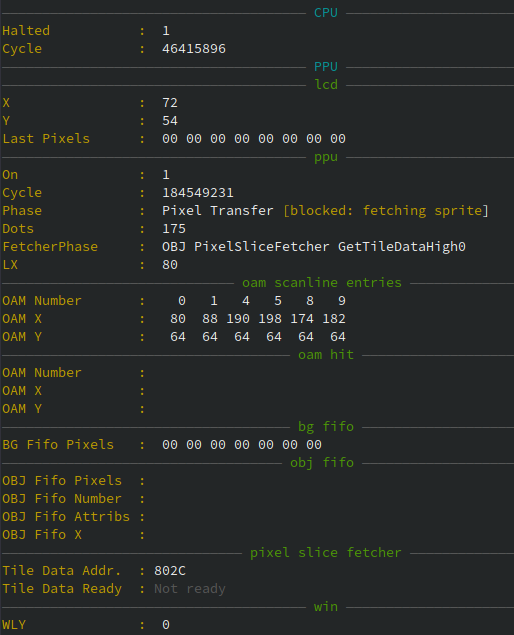 CPU
Halted : 1
Cycle : 46415896
PPU
lcd
X : 72
Y : 54
Last Pixels : 00 00 00 00 00 00 00 00
ppu
On : 1
Cycle : 184549231
Phase : Pixel Transfer [blocked: fetching sprite]
Dots : 175
FetcherPhase : OBJ PixelSliceFetcher GetTileDataHigh0
LX : 80
oam scanline entries
OAM Number : 0 1 4 5 8 9
OAM X : 80 88 190 198 174 182
OAM Y : 64 64 64 64 64 64
oam hit
OAM Number :
OAM X :
OAM Y :
bg fifo
BG Fifo Pixels : 00 00 00 00 00 00 00
obj fifo
OBJ Fifo Pixels :
OBJ Fifo Number :
OBJ Fifo Attribs :
OBJ Fifo X :
pixel slice fetcher
Tile Data Addr. : 802C
Tile Data Ready : Not ready
win
WLY : 0